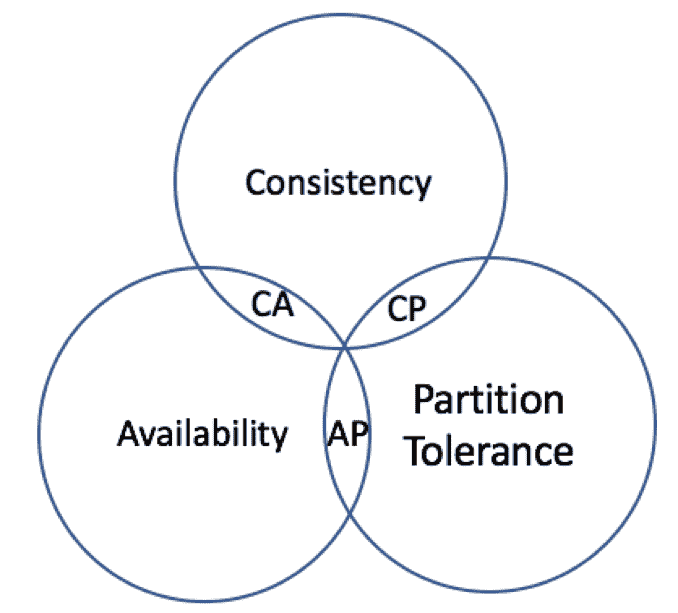 Consistency
CA
CP
Availability
AP
Partition
Tolerance